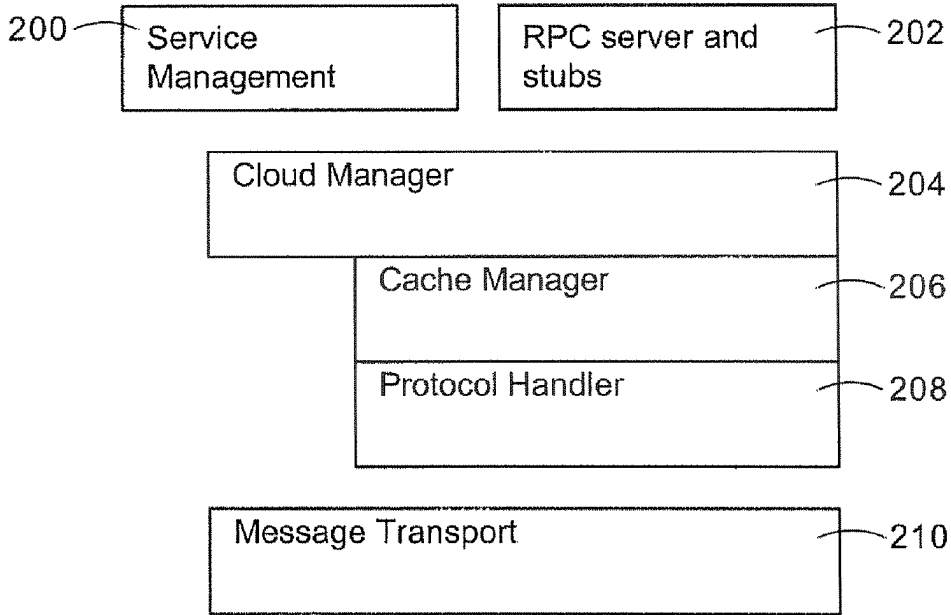 200
Service
Management
RPC server and
stubs
202
Cloud Manager
204
Cache Manager
206
Protocol Handler
208
Message Transport
210